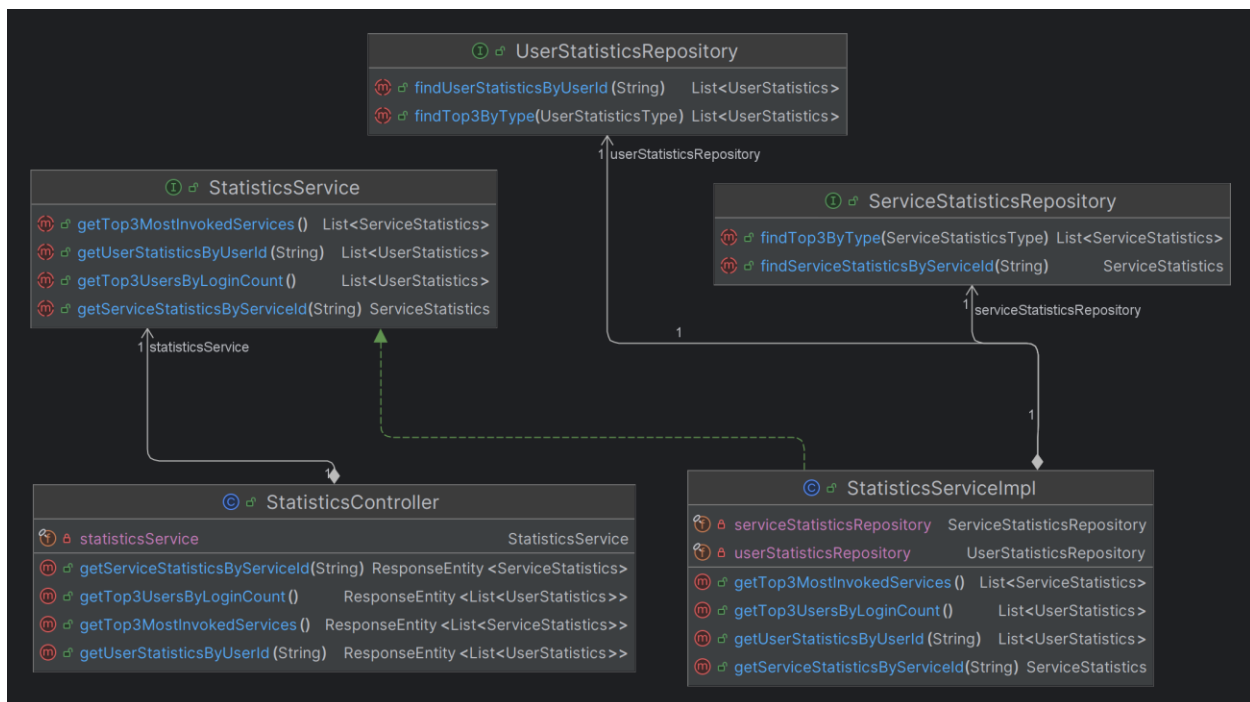 UserStatisticsRepository
findUserStatisticsByUserId(String) List<UserStatistics>
findTop3ByType(UserStatisticsType) List<UserStatistics>
1 userStatisticsRepository
StatisticsService
getTop3MostInvokedServices() List<ServiceStatistics>
getUserStatisticsByUserId(String) List<UserStatistics>
getTop3UsersByLoginCount() List<UserStatistics>
getServiceStatisticsByServiceId(String) ServiceStatistics
1 statisticsService
ServiceStatisticsRepository
findTop3ByType(ServiceStatisticsType) List<ServiceStatistics>
findServiceStatisticsByServiceId(String) ServiceStatistics
1 serviceStatisticsRepository
1
1
1
StatisticsController
statisticsService StatisticsService
getServiceStatisticsByServiceId(String) ResponseEntity<ServiceStatistics>
getTop3UsersByLoginCount() ResponseEntity<List<UserStatistics>>
getTop3MostInvokedServices() ResponseEntity<List<ServiceStatistics>>
getUserStatisticsByUserId(String) ResponseEntity<List<UserStatistics>>
StatisticsServiceImpl
serviceStatisticsRepository ServiceStatisticsRepository
userStatisticsRepository UserStatisticsRepository
getTop3MostInvokedServices() List<ServiceStatistics>
getTop3UsersByLoginCount() List<UserStatistics>
getUserStatisticsByUserId(String) List<UserStatistics>
getServiceStatisticsByServiceId(String) ServiceStatistics